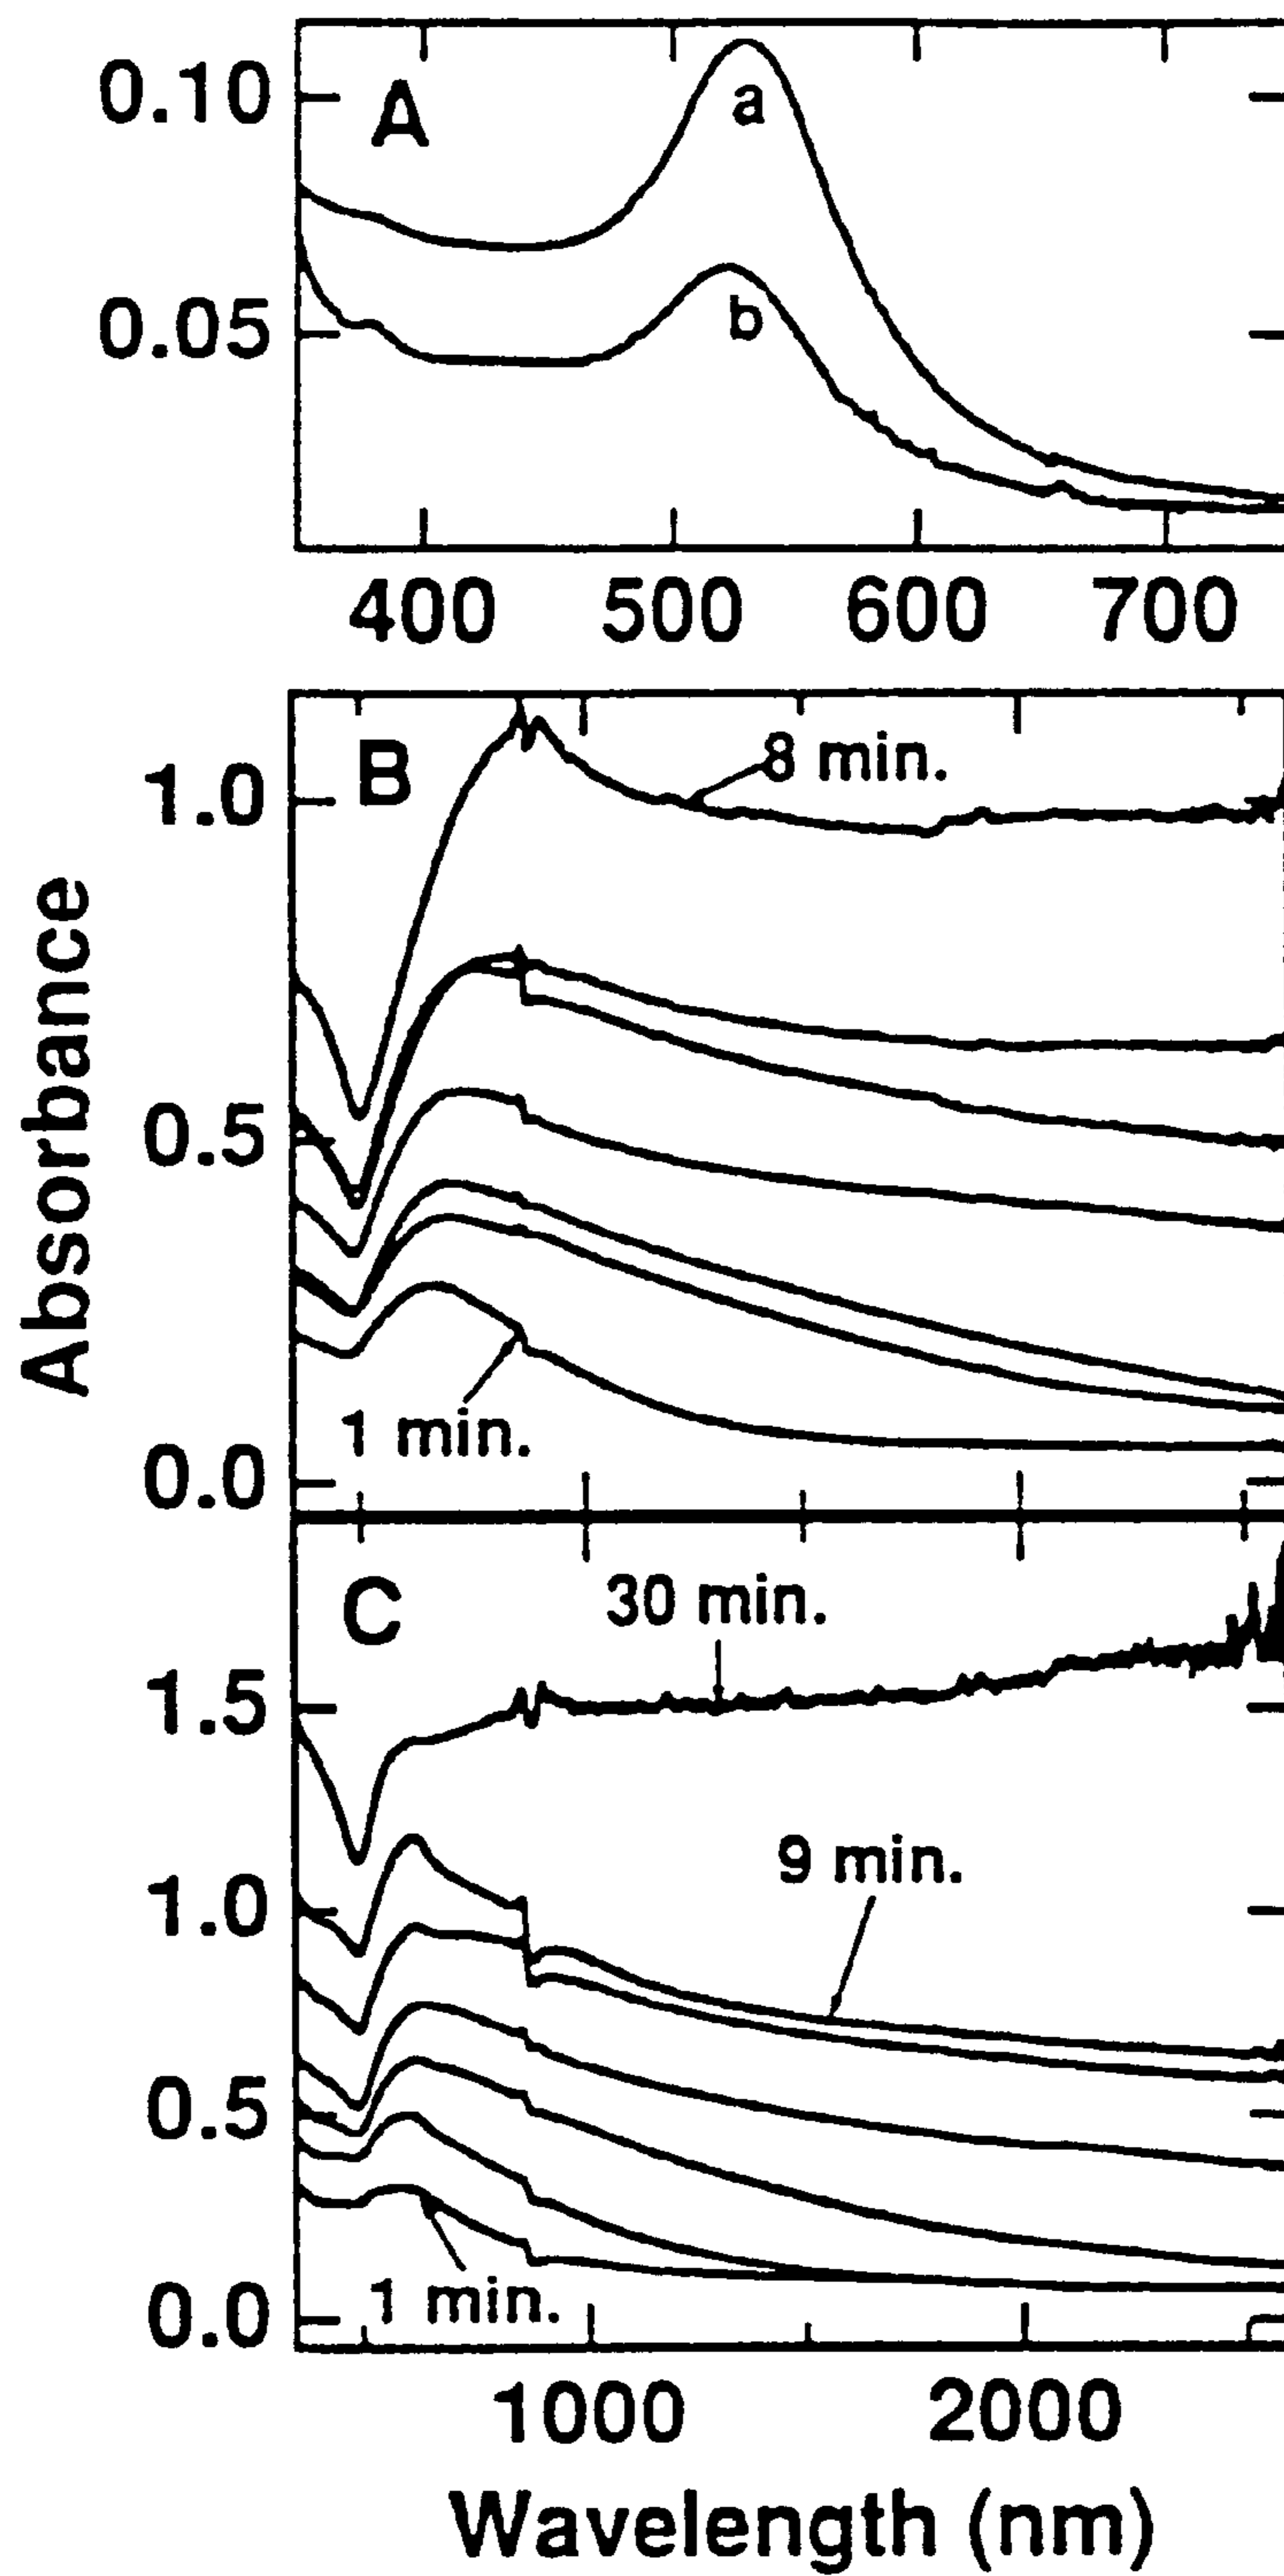 0.10
A
a
0.05
b
400 500 600 700
B
8 min.
1.0
Absorbance
0.5
1 min.
0.0
C
30 min.
1.5
9 min.
1.0
0.5
1 min.
0.0
1000 2000
Wavelength (nm)